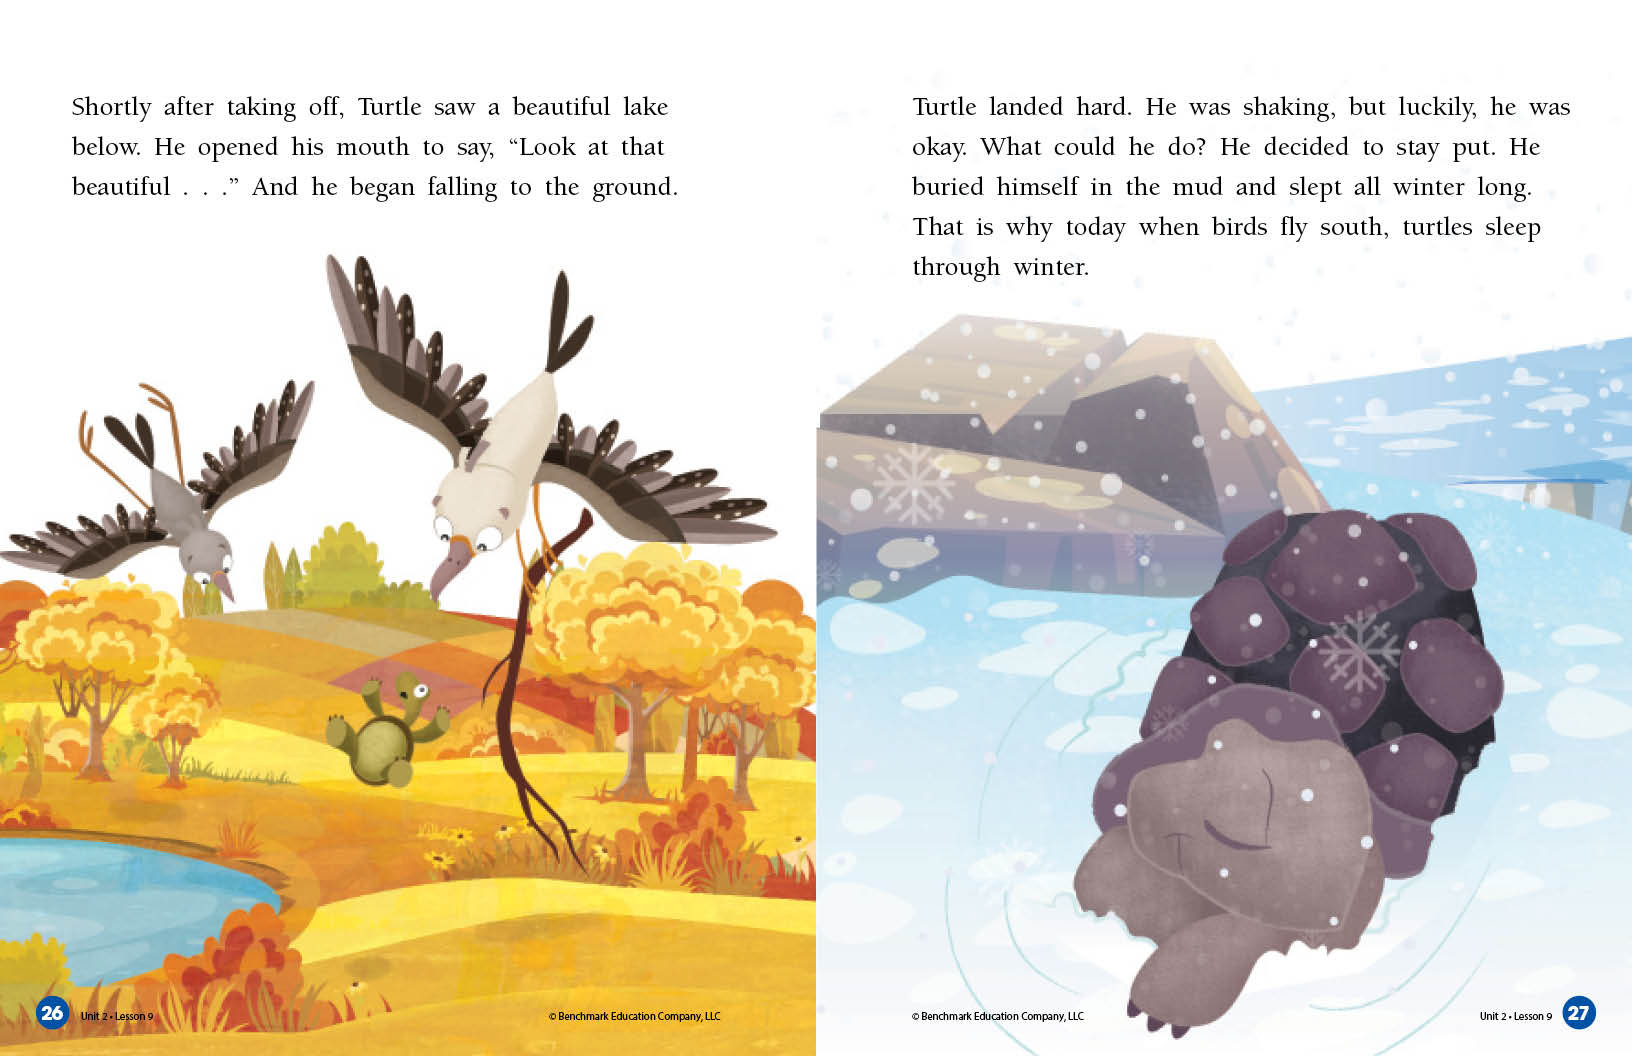 Shortly after taking off, Turtle saw a beautiful lake
below. He opened his mouth to say, “Look at that
beautiful . . .” And he began falling to the ground.
26
Unit 2 • Lesson 9
© Benchmark Education Company, LLC
Turtle landed hard. He was shaking, but luckily, he was
okay. What could he do? He decided to stay put. He
buried himself in the mud and slept all winter long.
That is why today when birds fly south, turtles sleep
through winter.
© Benchmark Education Company, LLC
Unit 2 • Lesson 9
27